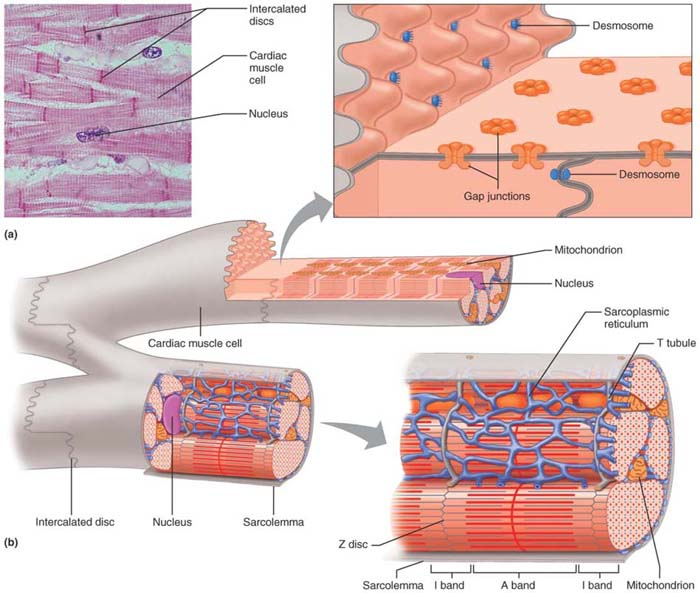 Intercalated
discs
Cardiac
muscle
cell
Nucleus
Desmosome
Gap junctions
Desmosome
(a)
Mitochondrion
Nucleus
Cardiac muscle cell
Sarcoplasmic
reticulum
T tubule
Intercalated disc
Nucleus
Sarcolemma
Z disc
(b)
Sarcolemma
I band
A band
I band
Mitochondrion